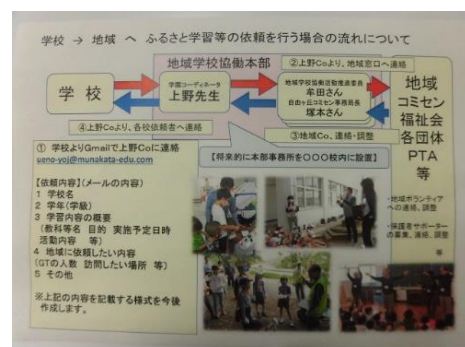 学校 → 地域 へ ふるさと学習等の依頼を行う場合の流れについて
地域学校協働本部
②上野Coより、地域窓口へ連絡
学校
学園コーディネータ
上野先生
地域学校協働活動推進委員
牟田さん
自由ヶ丘コミセン事務局長
塚本さん
地域
コミセン
福祉会
各団体
PTA
等
④上野Coより、各校依頼者へ連絡
③地域Co、連絡・調整
① 学校よりGmailで上野Coに連絡
ueno-yoj@munakata-edu.com
【依頼内容】(メールの内容)
1 学校名
2 学年(学級)
3 学習内容の概要
(教科等名 目的 実施予定日時
活動内容 等)
4 地域に依頼したい内容
(GTの人数 訪問したい場所 等)
5 その他
※上記の内容を記載する様式を今後
作成します。
【将来的に本部事務所を〇〇〇校内に設置】
・地域ボランティア
への連絡、調整
・保護者サポーター
の募集、連絡、調整
等